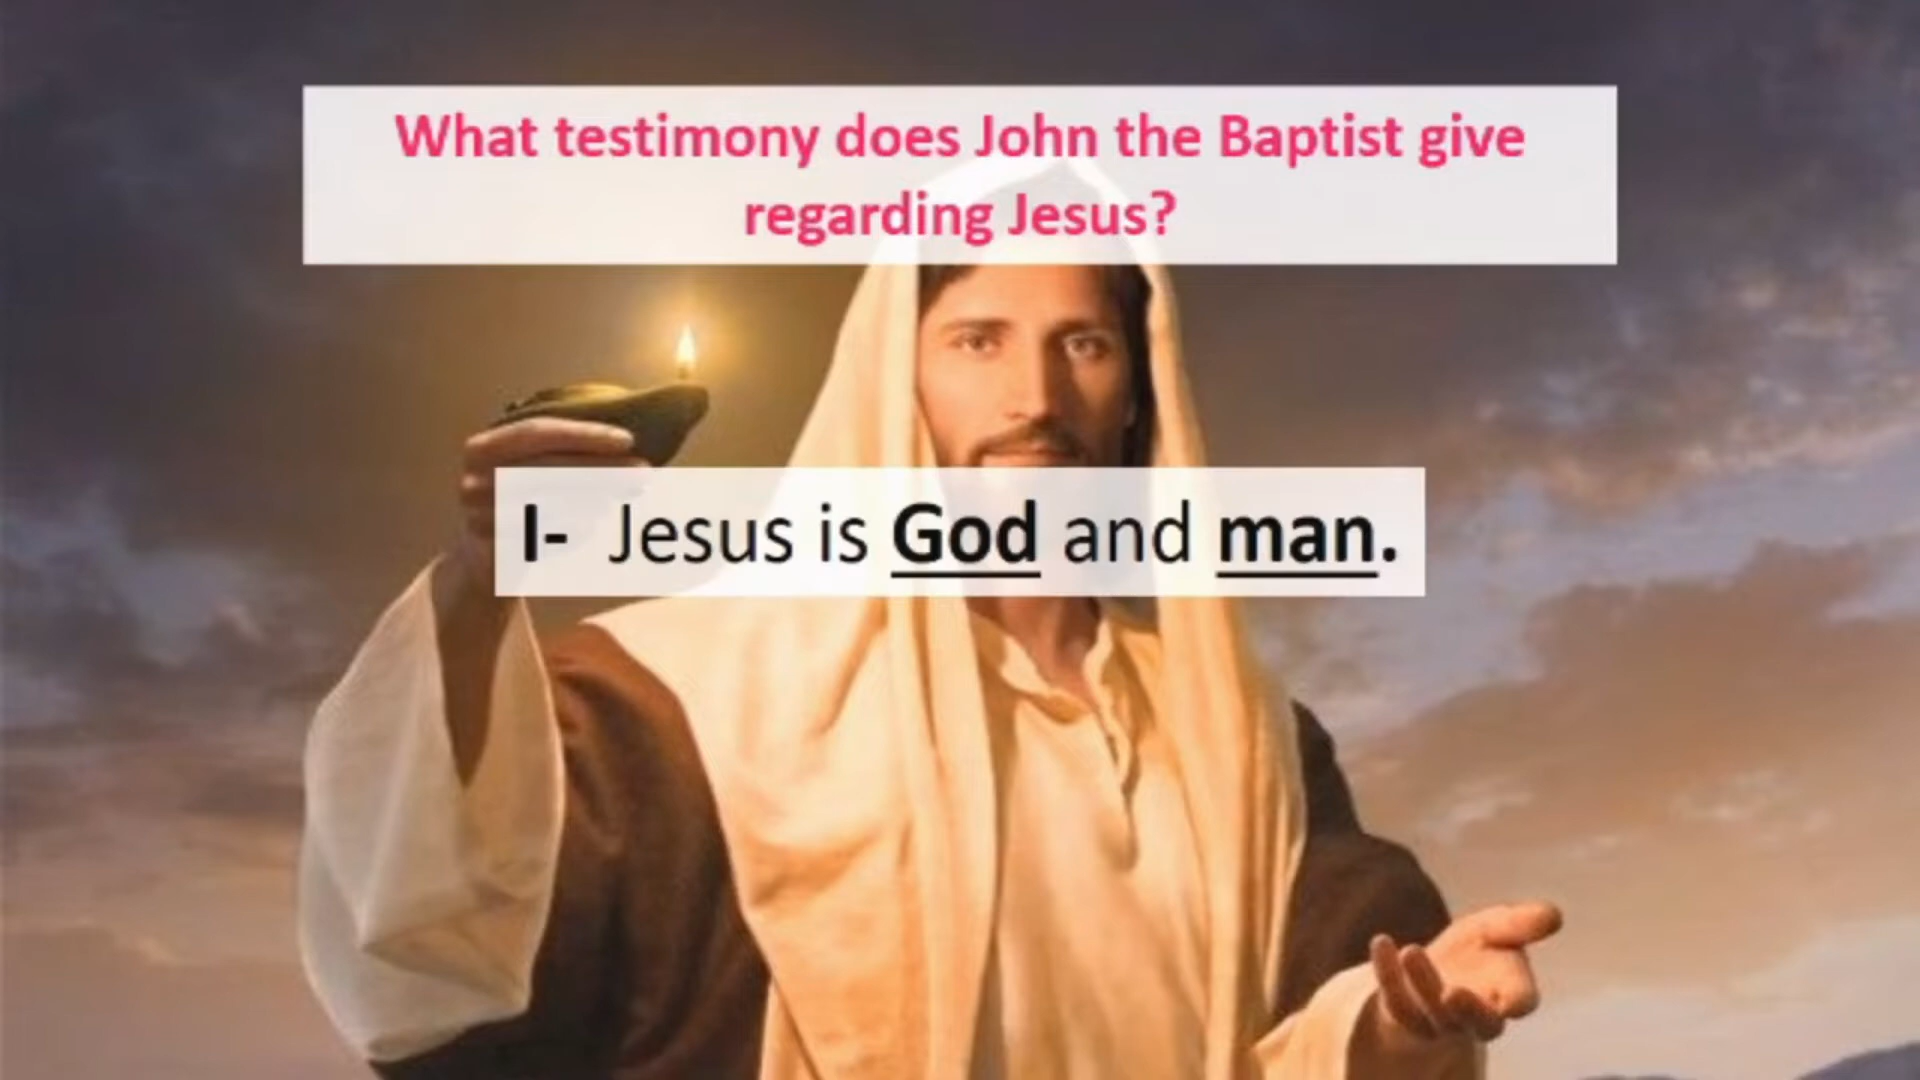 What testimony does John the Baptist give
regarding Jesus?
I- Jesus is God and man.